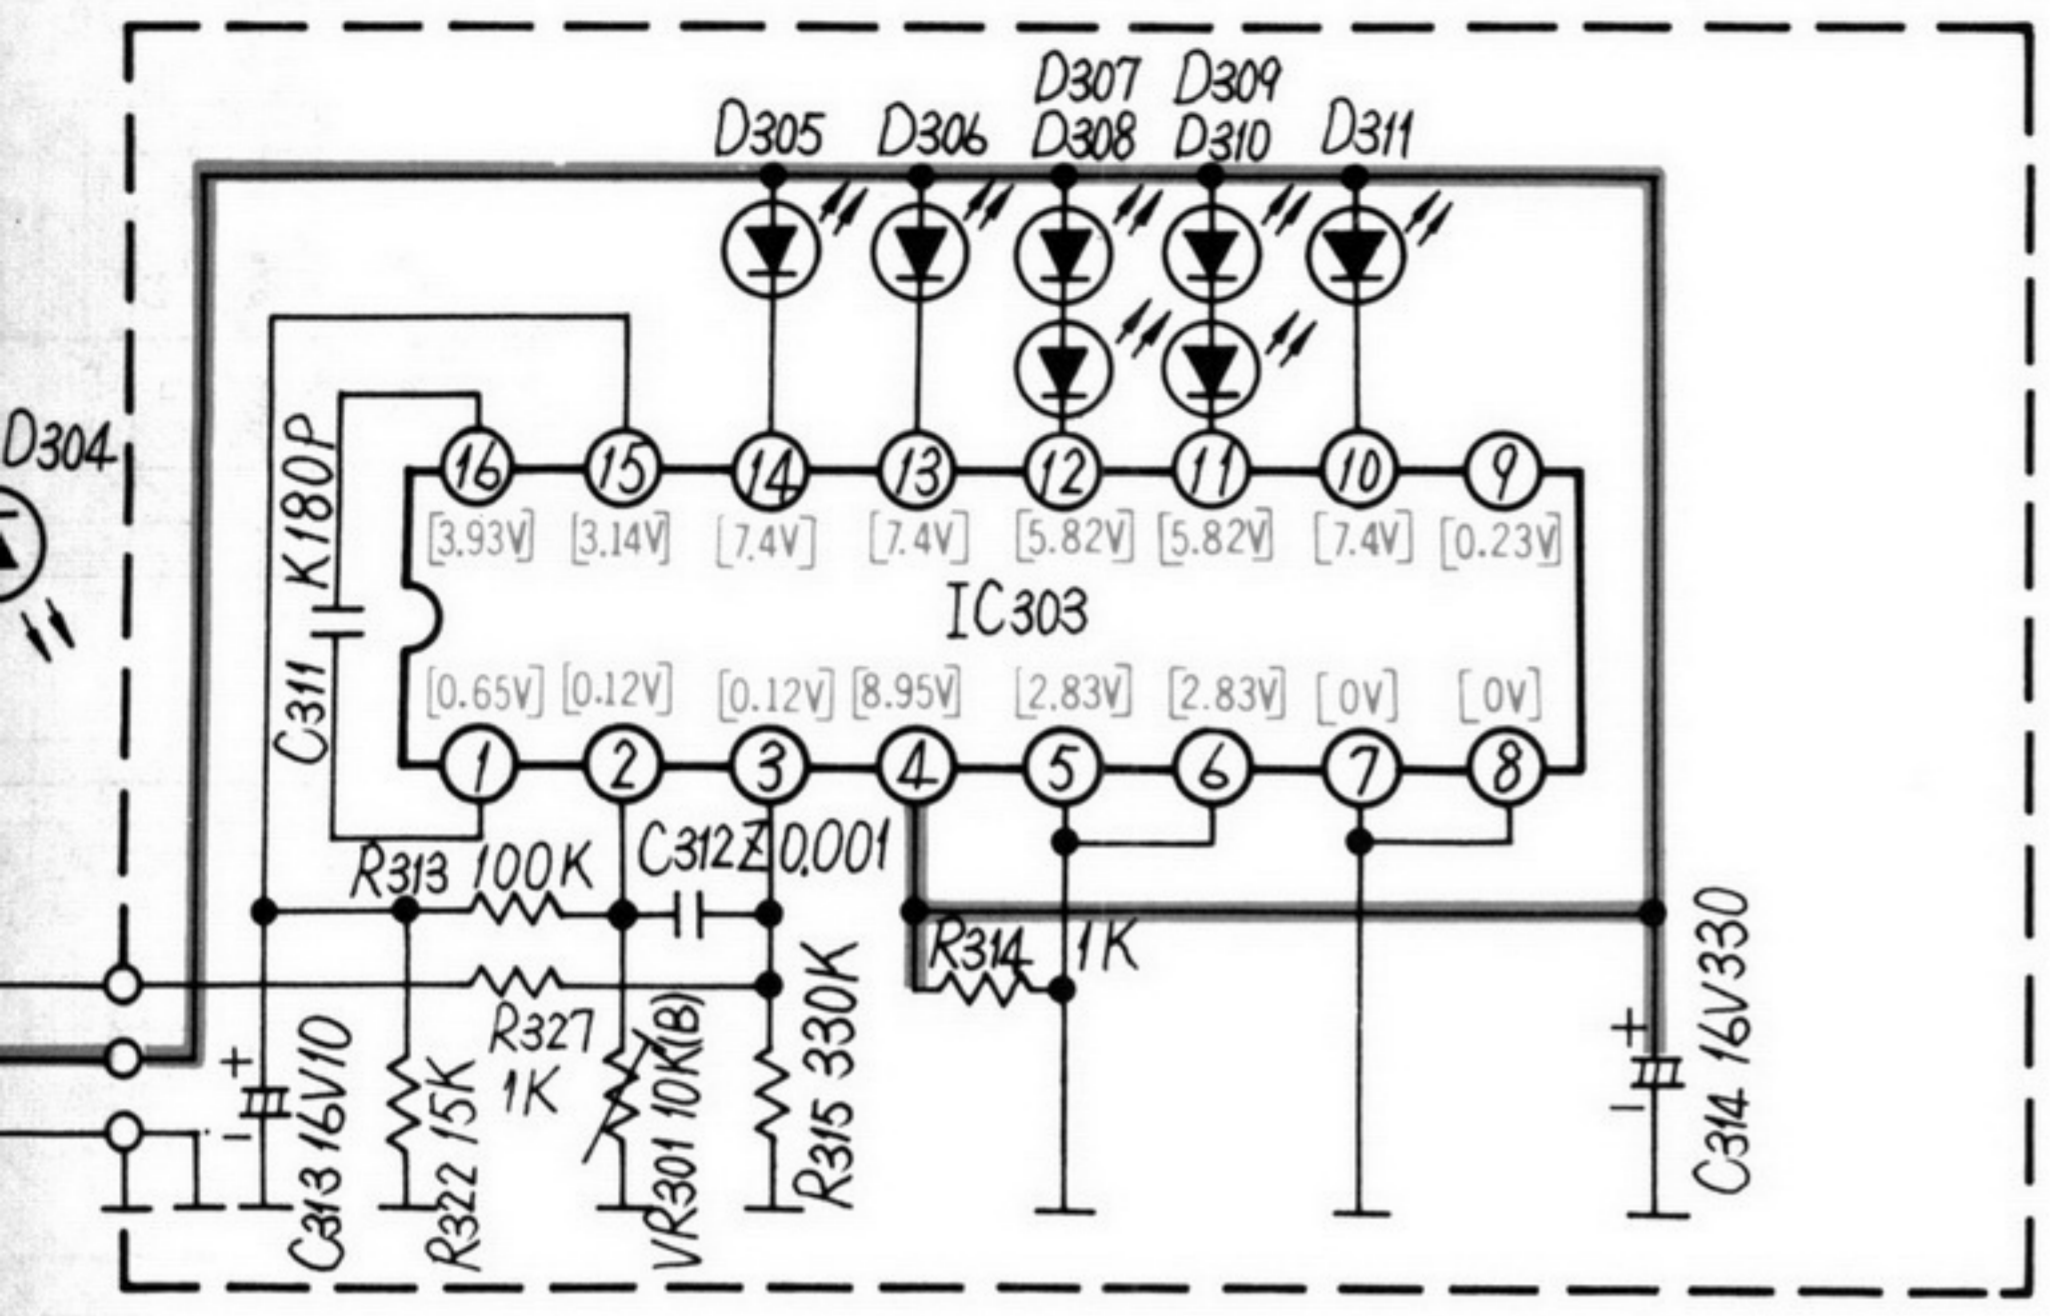 D307 D309
D305 D306 D308 D310 D311
D304
K180P
C311
16 15 14 13 12 11 10 9
[3.93V] [3.14V] [7.4V] [7.4V] [5.82V] [5.82V] [7.4V] [0.23V]
IC303
[0.65V] [0.12V] [0.12V] [8.95V] [2.83V] [2.83V] [0V] [0V]
1 2 3 4 5 6 7 8
R313 100K C312 Z0.001
R314 1K
R327
1K
+
-
C313 16V10
R322 15K
VR301 10K(B)
R315 330K
+
-
C314 16V330